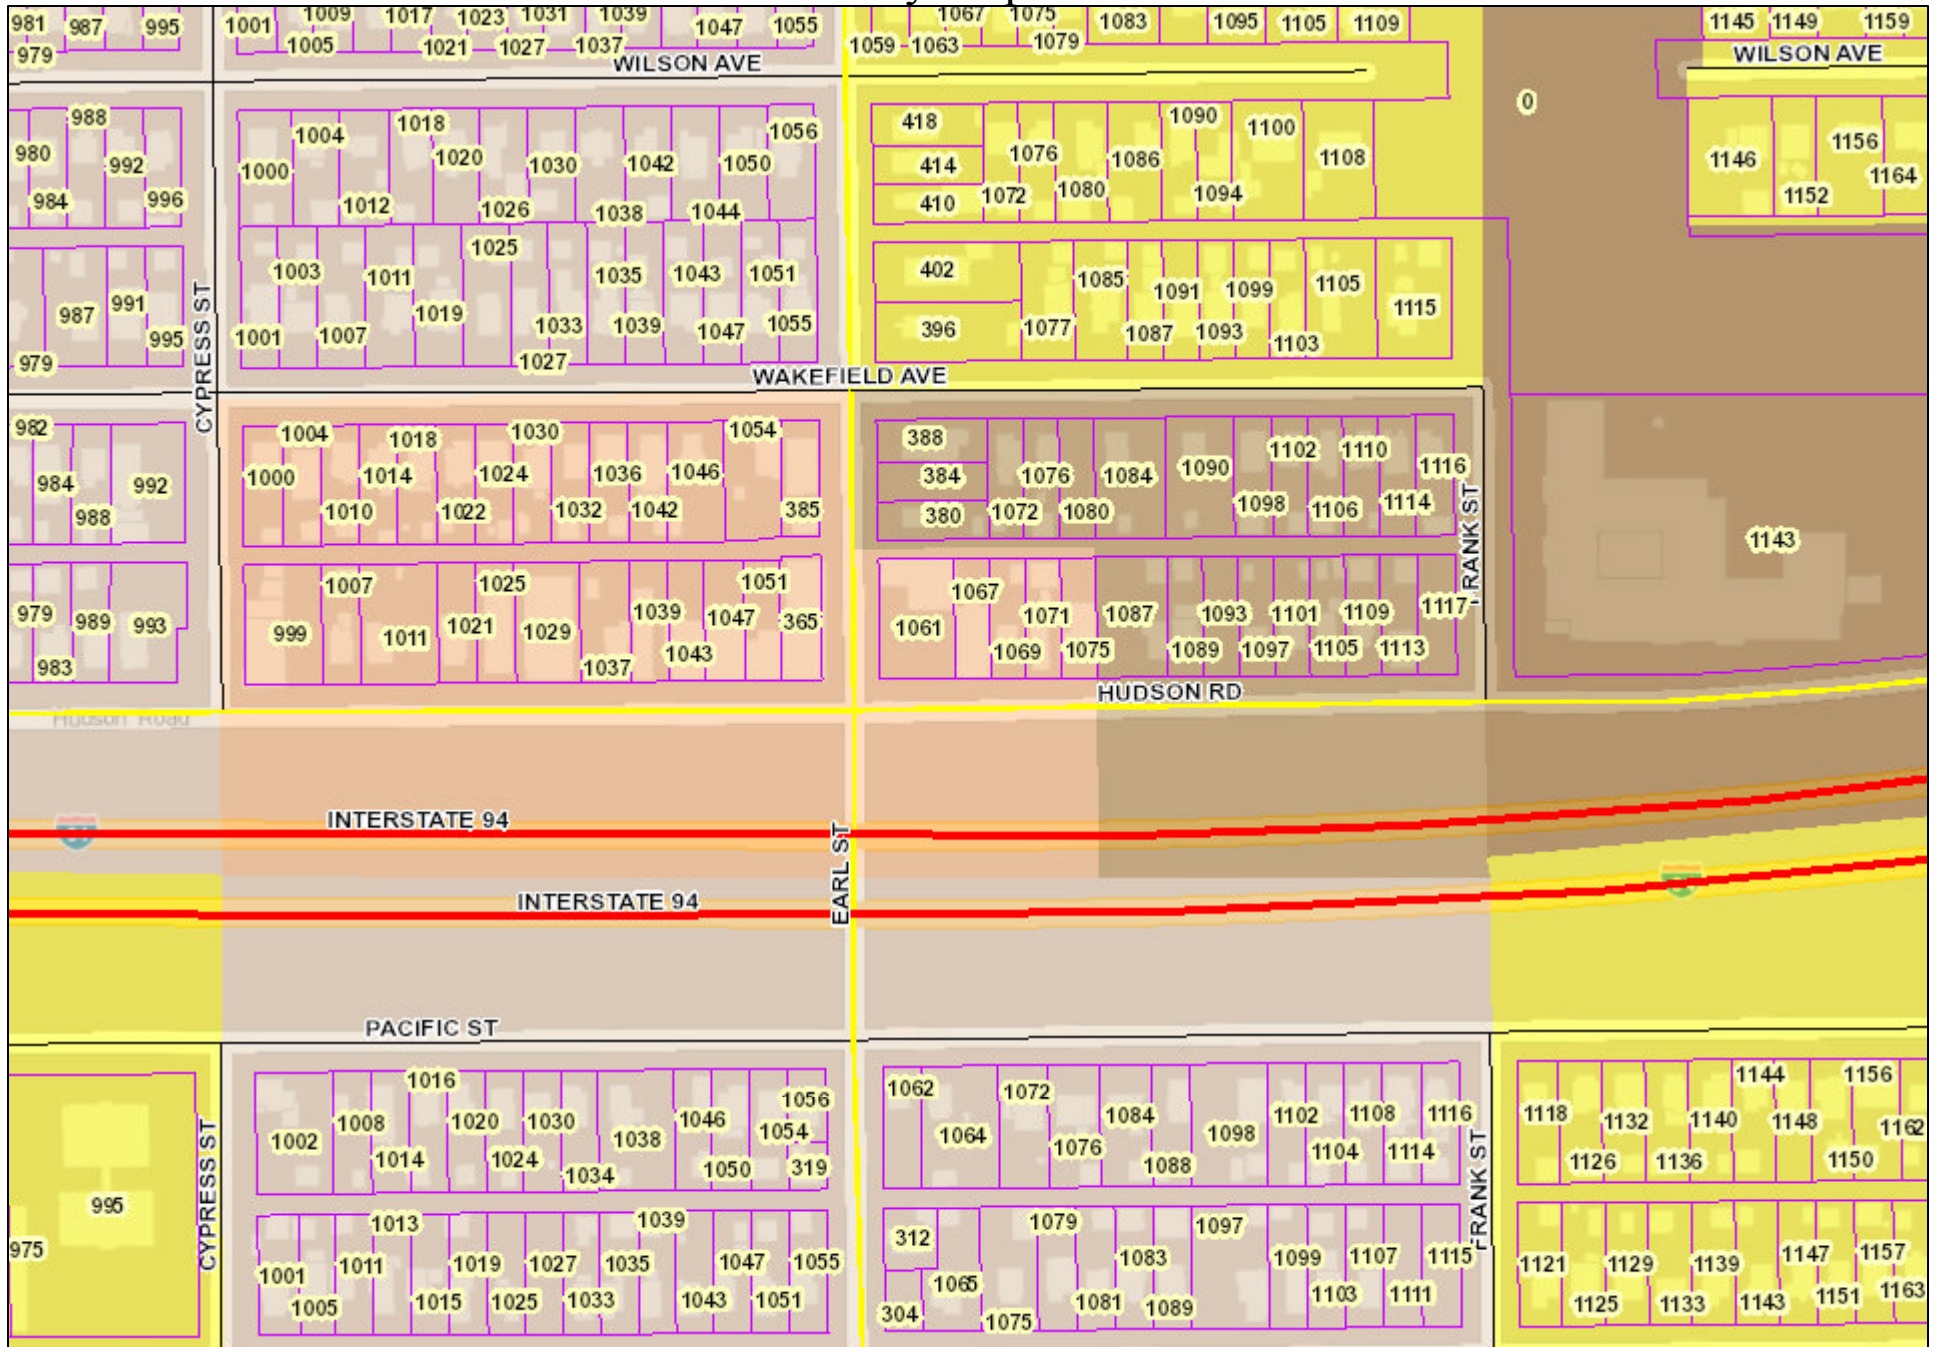 981 987 995 1001 1009 1017 1023 1031 1039 1047 1055 1067 1075 1083 1095 1105 1109 1145 1149 1159
979 1005 1021 1027 1037 1059 1063 1079
WILSON AVE
WILSON AVE
988 1004 1018 1056 418 1090 1100 0
980 992 1000 1020 1030 1042 1050 414 1076 1086 1108 1146 1156
984 996 1012 1026 1038 1044 410 1072 1080 1094 1152 1164
1025
987 991 1003 1011 1035 1043 1051 402 1085 1091 1099 1105
979 995 1001 1007 1019 1027 1033 1039 1047 1055 396 1077 1087 1093 1103 1115
CYPRESS ST
WAKEFIELD AVE
982 1004 1018 1030 1054 388 1102 1110
984 992 1000 1014 1024 1036 1046 384 1076 1084 1090 1116
988 1010 1022 1032 1042 385 380 1072 1080 1098 1106 1114
FRANK ST
1143
1007 1025 1051 1067
979 989 993 999 1011 1021 1029 1039 1047 365 1061 1071 1087 1093 1101 1109 1117
983 1037 1043 1069 1075 1089 1097 1105 1113
HUDSON RD
Hudson Road
INTERSTATE 94
EARL ST
INTERSTATE 94
PACIFIC ST
1016 1056 1062 1072 1144 1156
1002 1008 1020 1030 1038 1046 1054 1064 1084 1098 1102 1108 1116 1118 1132 1140 1148 1162
1014 1024 1034 1050 319 1076 1088 1104 1114 1126 1136 1150
CYPRESS ST
FRANK ST
995
975
1013 1039 312 1079 1097
1001 1011 1019 1027 1035 1047 1055 1065 1083 1099 1107 1115 1121 1129 1139 1147 1157
1005 1015 1025 1033 1043 1051 304 1075 1081 1089 1103 1111 1125 1133 1143 1151 1163